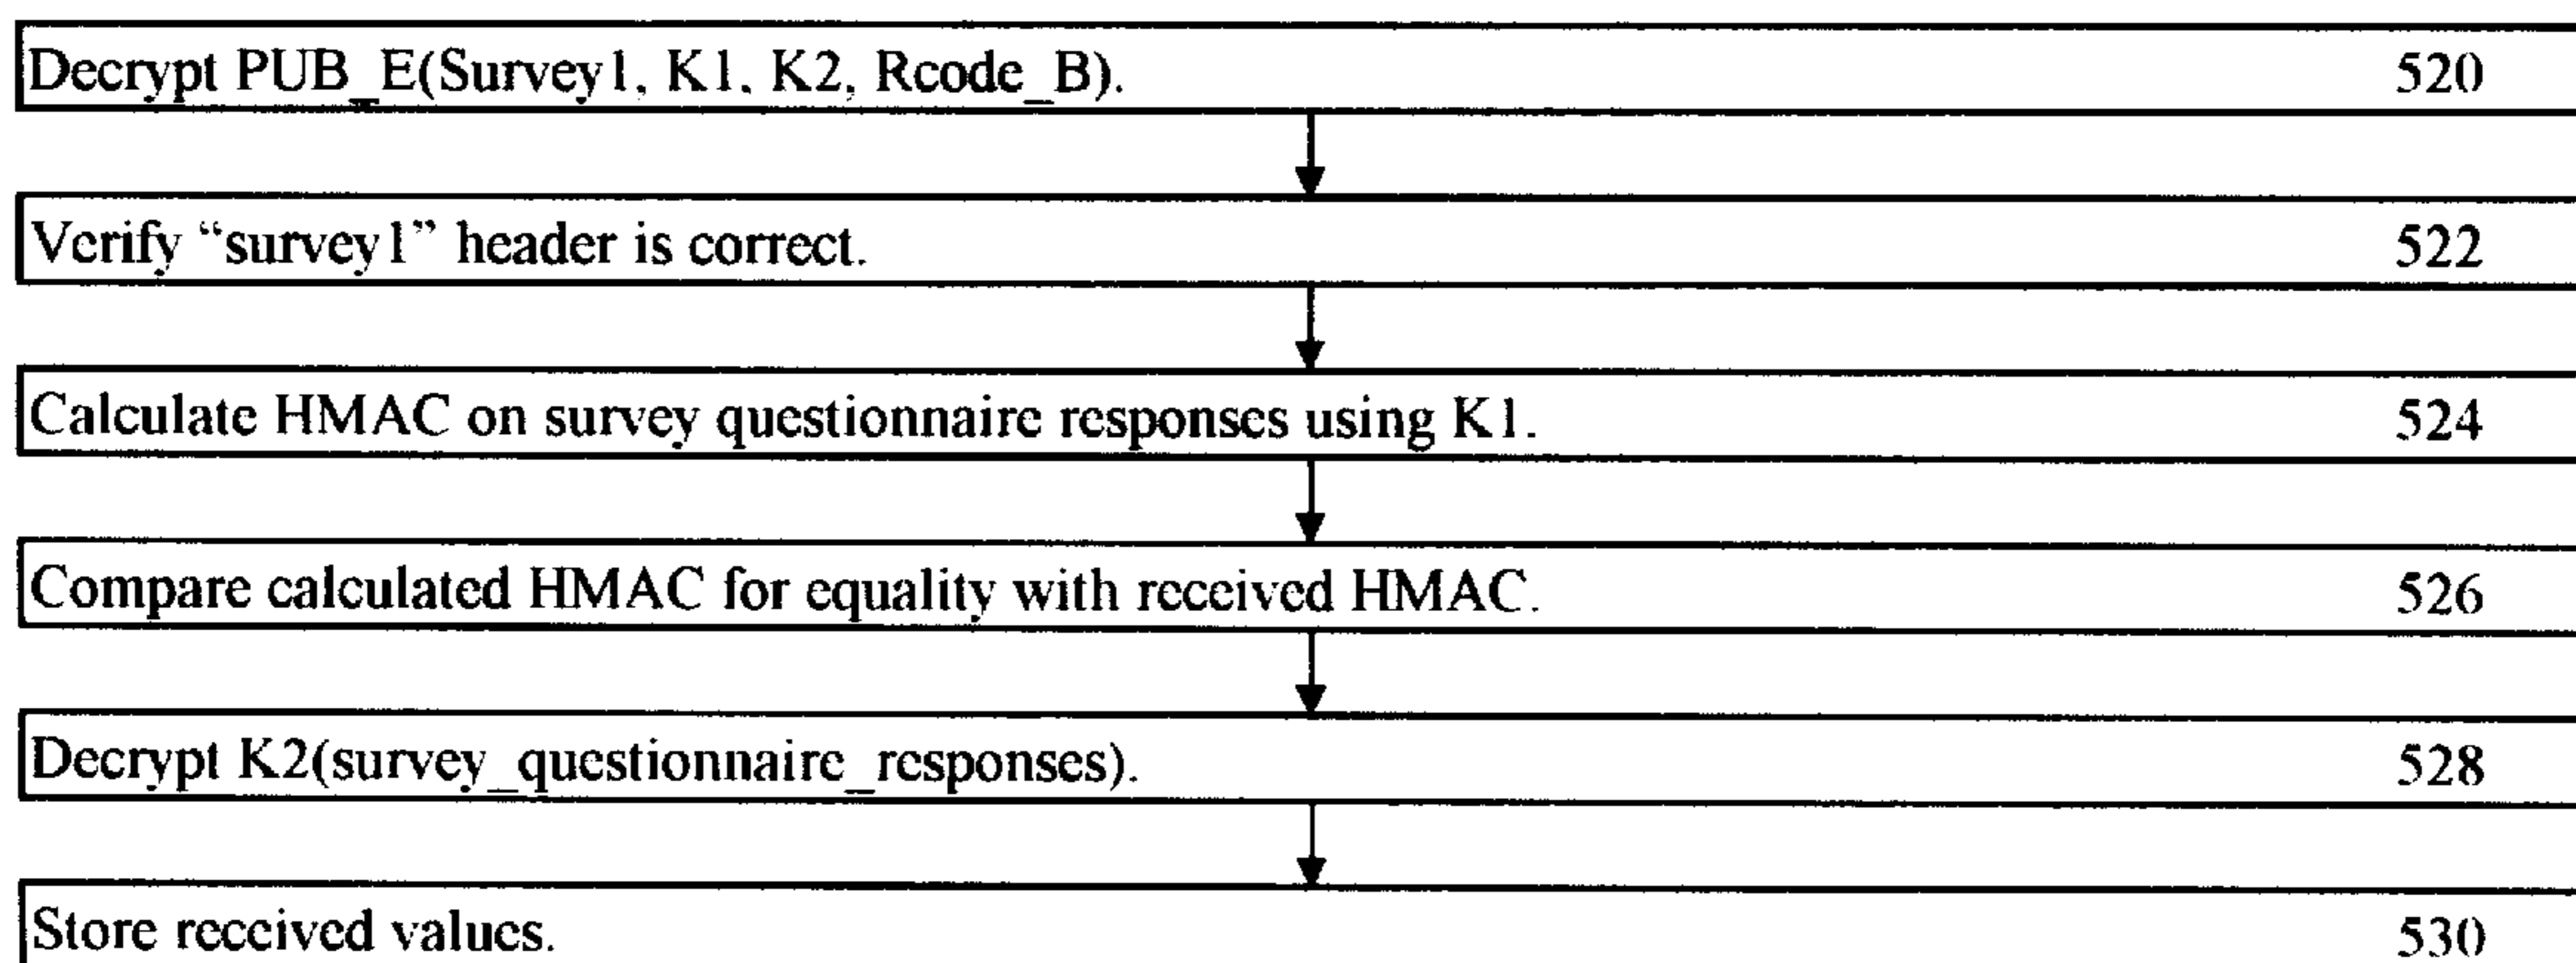 Decrypt PUB_E(Survey1, K1, K2, Rcode_B). 520
Verify “survey1” header is correct. 522
Calculate HMAC on survey questionnaire responses using K1. 524
Compare calculated HMAC for equality with received HMAC. 526
Decrypt K2(survey_questionnaire_responses). 528
Store received values. 530